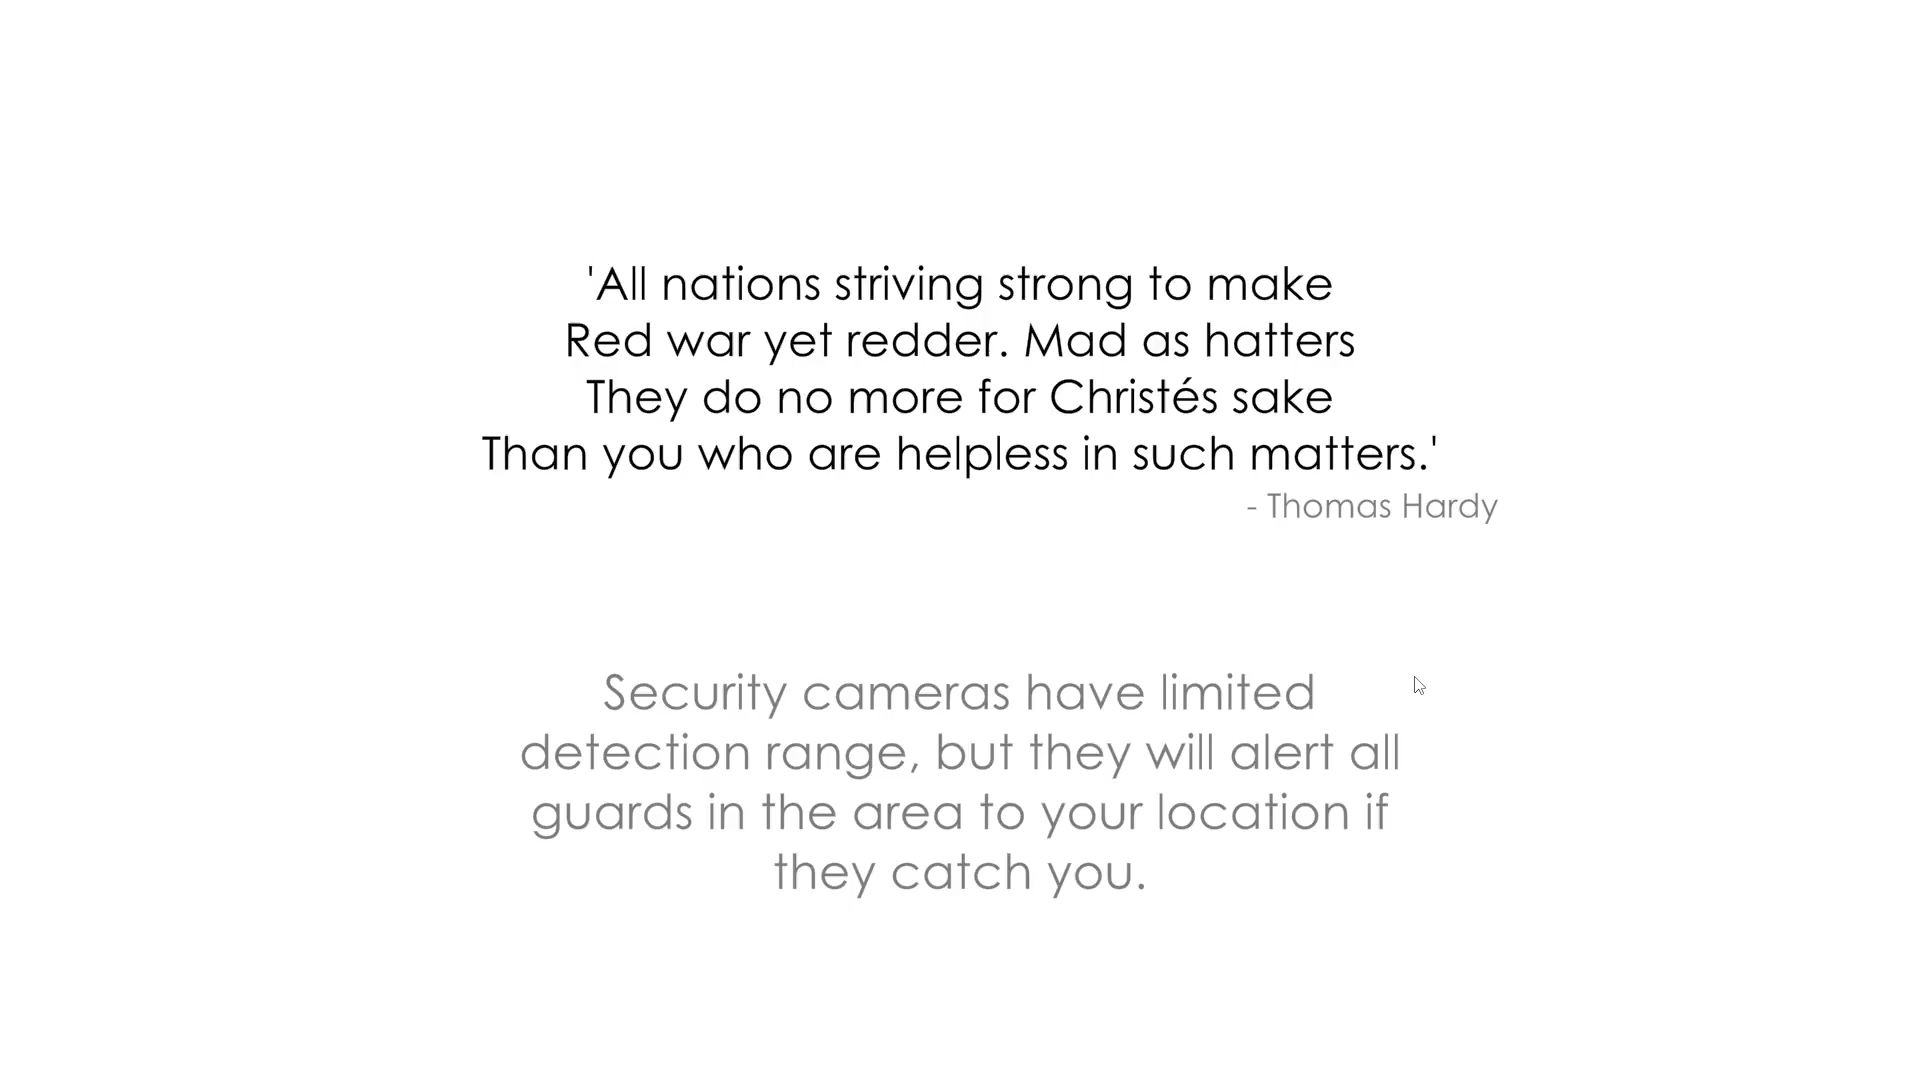 'All nations striving strong to make
Red war yet redder. Mad as hatters
They do no more for Christés sake
Than you who are helpless in such matters.'
- Thomas Hardy
Security cameras have limited
detection range, but they will alert all
guards in the area to your location if
they catch you.